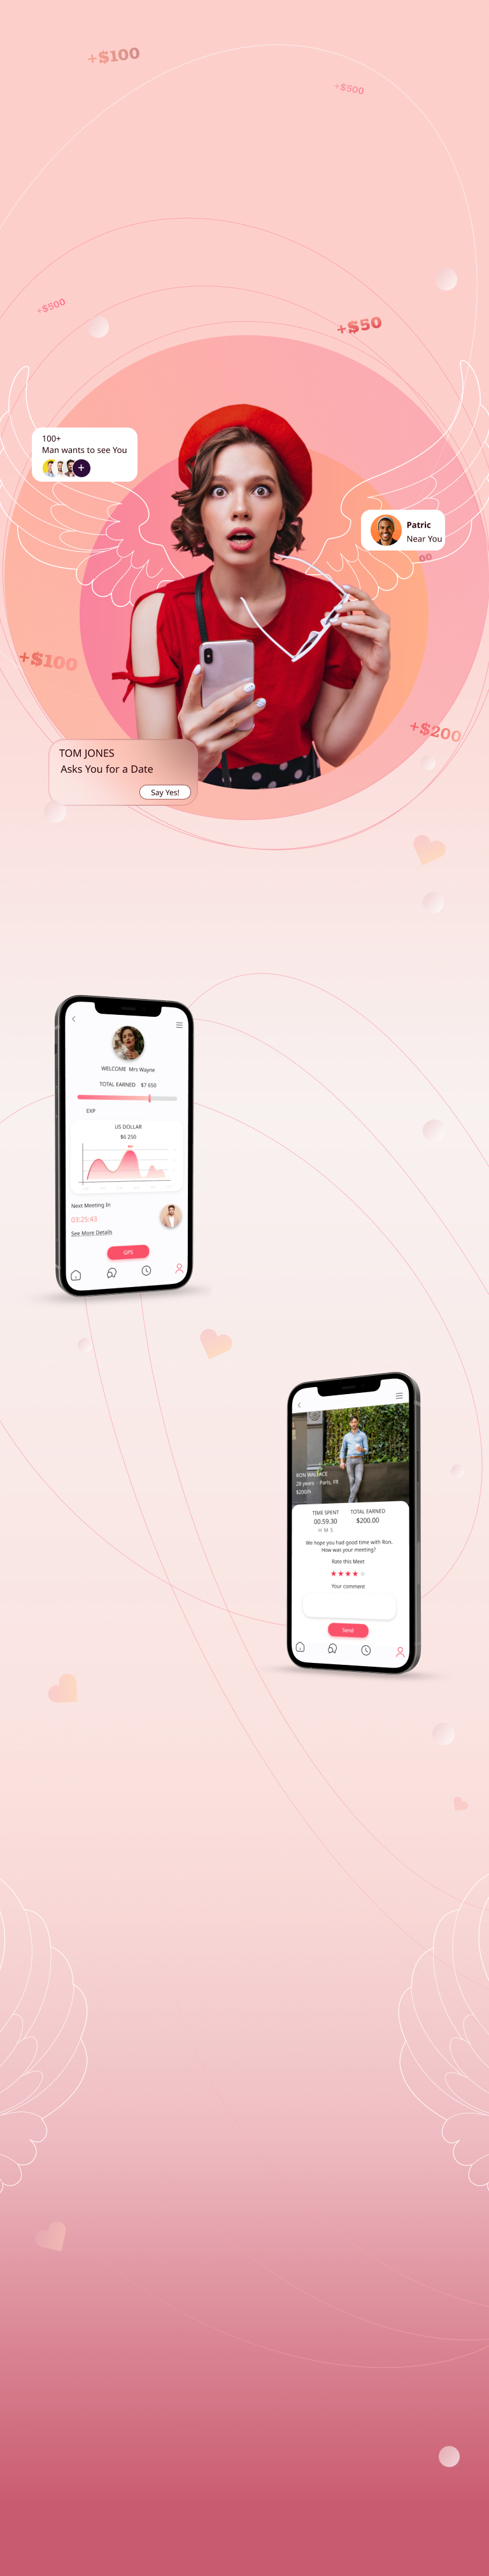 +$100
+$500
+$500
+$50
100+
Man wants to see You
+
Patric
Near You
00
+$100
+$200
TOM JONES
Asks You for a Date
Say Yes!
WELCOME Mrs Wayne
TOTAL EARNED $7 650
EXP
US DOLLAR
$6 250
Next Meeting In
03:25:43
See More Details
GPS
RON WALLACE
28 years - Paris, FR
$200/h
TIME SPENT TOTAL EARNED
00.59.30 $200.00
H M S
We hope you had good time with Ron.
How was your meeting?
Rate this Meet
Your comment
Send